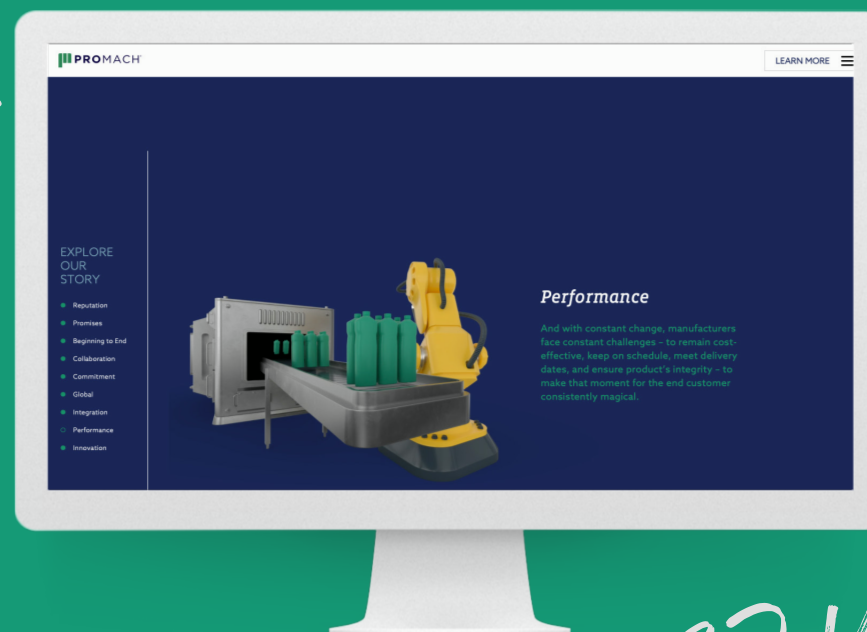 PROMACH
LEARN MORE
EXPLORE
OUR
STORY
Reputation
Promises
Beginning to End
Collaboration
Commitment
Global
Integration
Performance
Innovation
Performance
And with constant change, manufacturers
face constant challenges – to remain cost-
effective, keep on schedule, meet delivery
dates, and ensure product's integrity – to
make that moment for the end customer
consistently magical.